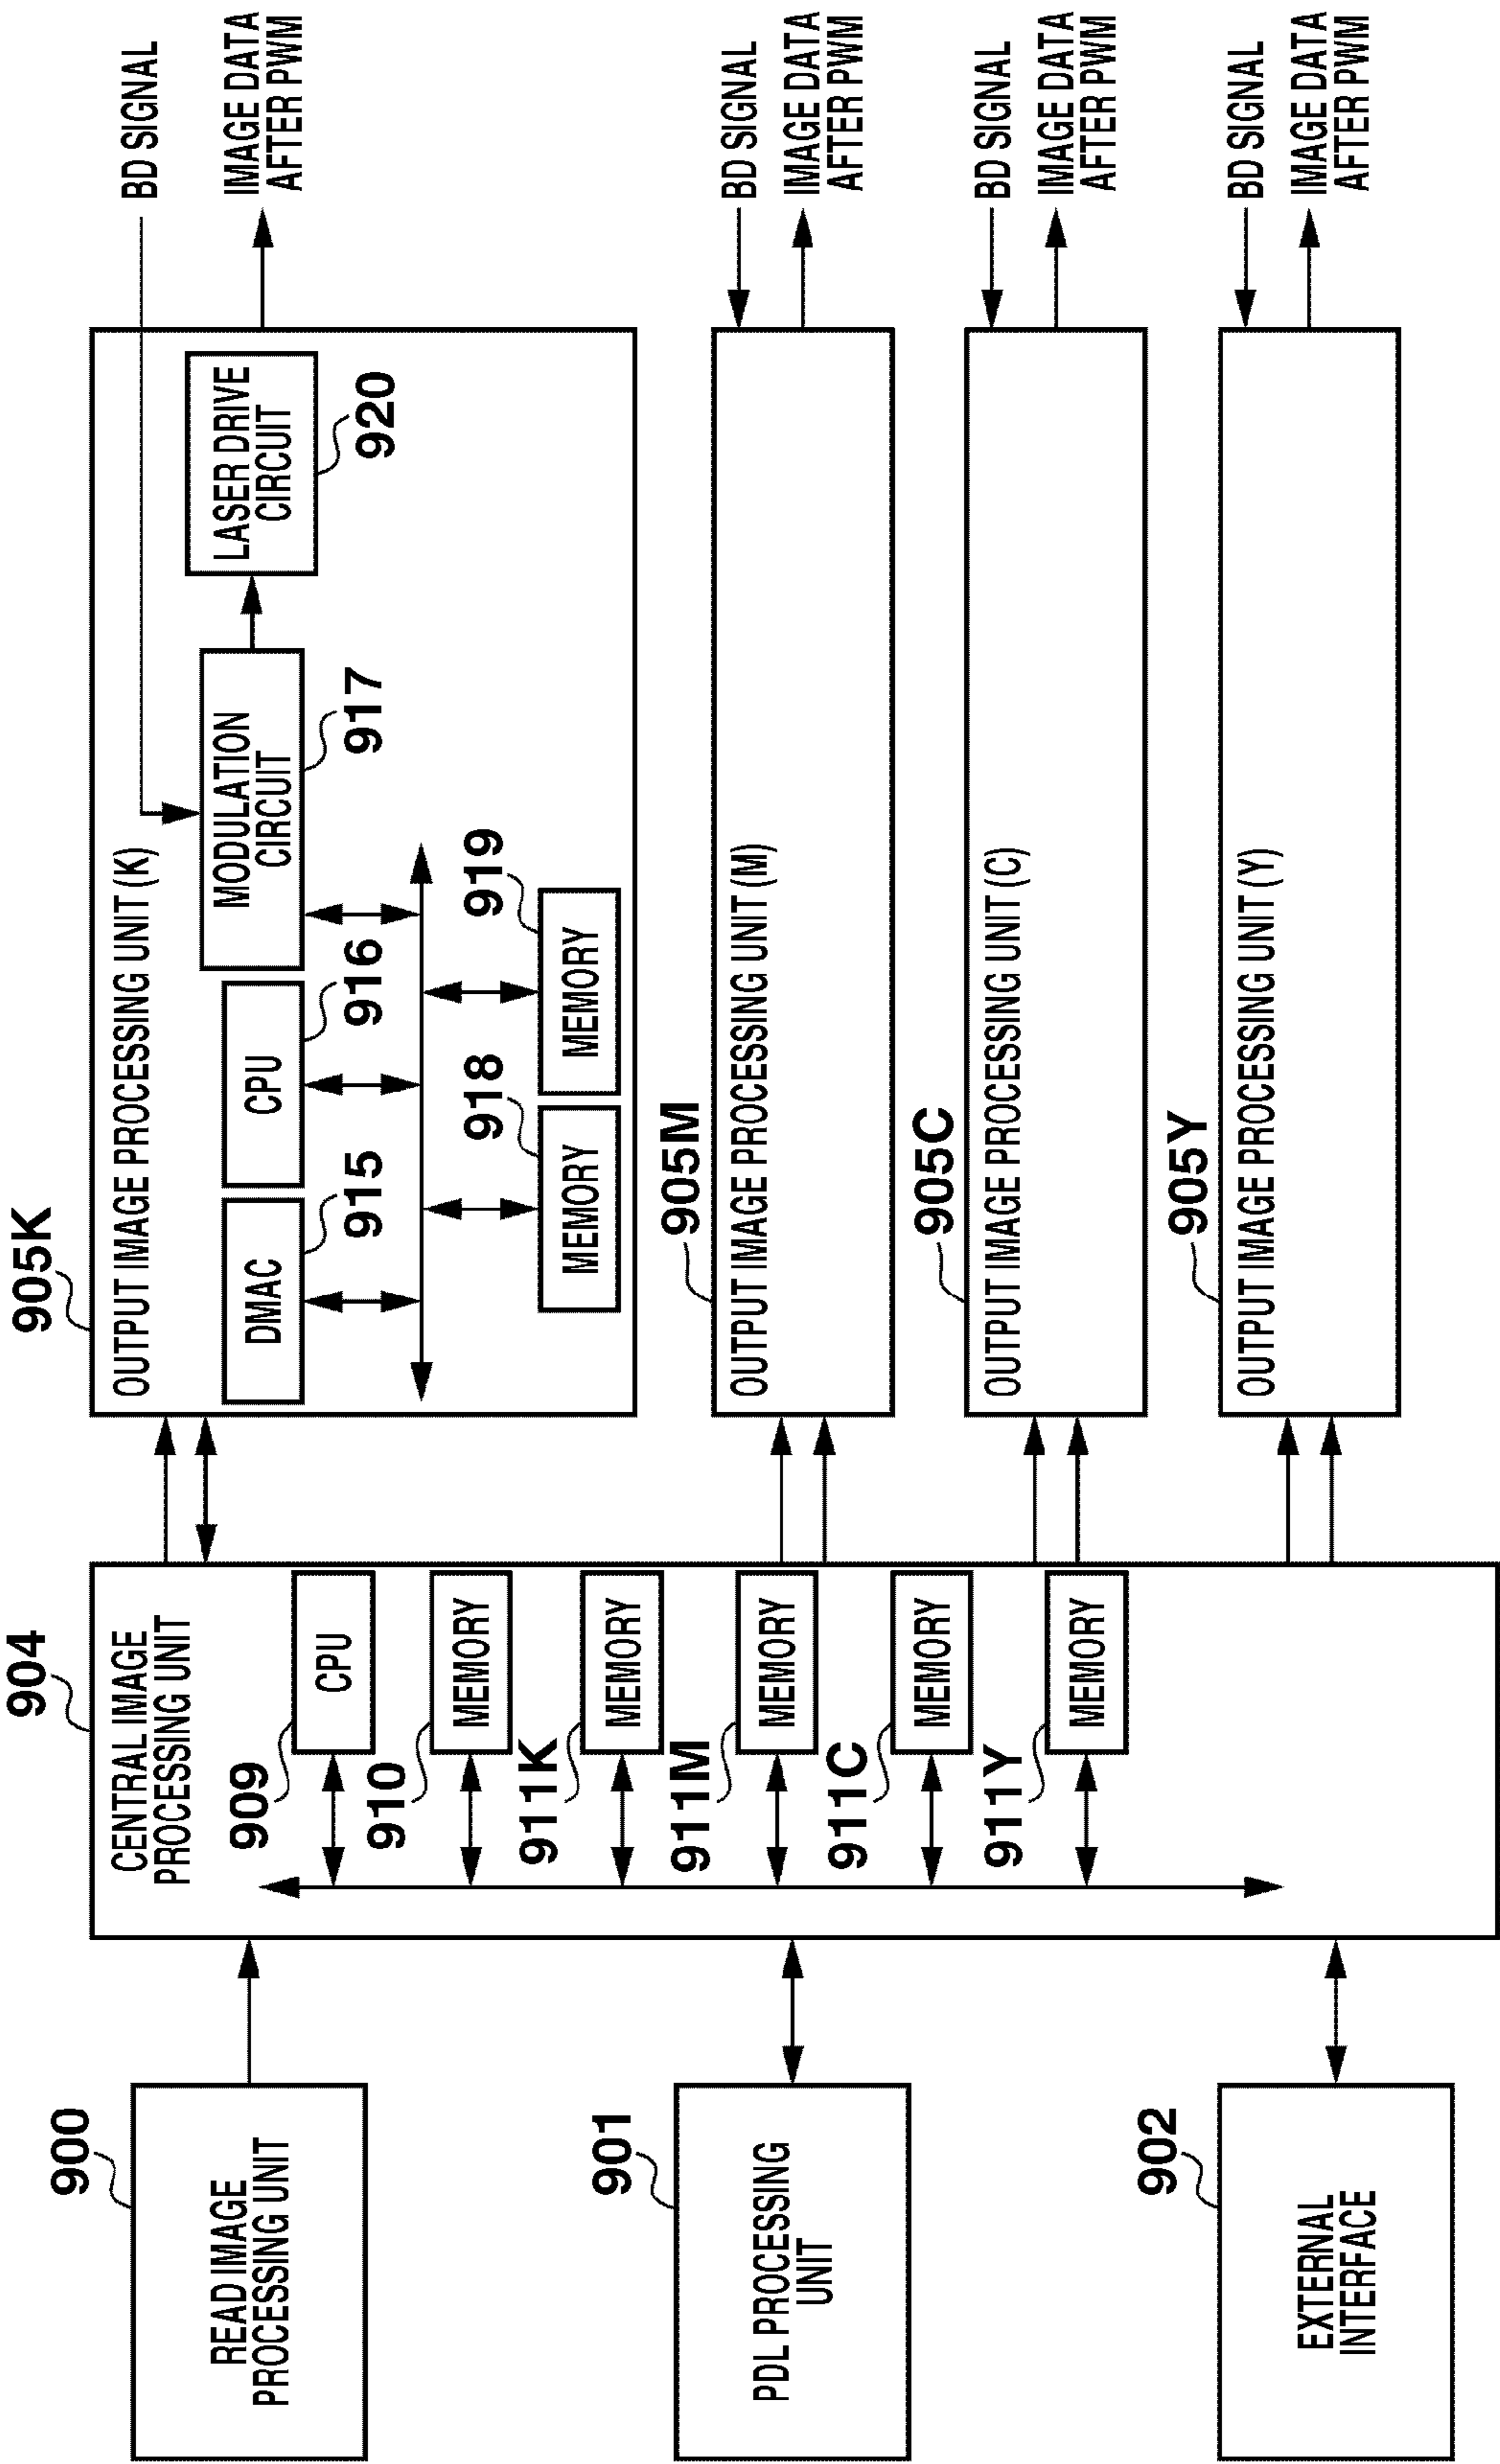 900
READ IMAGE
PROCESSING UNIT
901
PDL PROCESSING
UNIT
902
EXTERNAL
INTERFACE
904
CENTRAL IMAGE
PROCESSING UNIT
909
CPU
910
MEMORY
911K
MEMORY
911M
MEMORY
911C
MEMORY
911Y
MEMORY
905K
OUTPUT IMAGE PROCESSING UNIT (K)
DMAC
915
CPU
916
MODULATION
CIRCUIT
917
LASER DRIVE
CIRCUIT
920
918
MEMORY
919
MEMORY
BD SIGNAL
IMAGE DATA
AFTER PWM
905M
OUTPUT IMAGE PROCESSING UNIT (M)
BD SIGNAL
IMAGE DATA
AFTER PWM
905C
OUTPUT IMAGE PROCESSING UNIT (C)
BD SIGNAL
IMAGE DATA
AFTER PWM
905Y
OUTPUT IMAGE PROCESSING UNIT (Y)
BD SIGNAL
IMAGE DATA
AFTER PWM